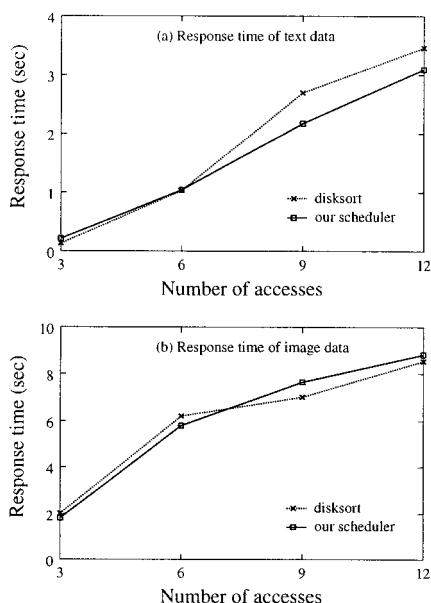 4
(a) Response time of text data
3
Response time (sec)
2
1
disksort
our scheduler
0
3 6 9 12
Number of accesses
10
(b) Response time of image data
8
Response time (sec)
6
4
2
disksort
our scheduler
0
3 6 9 12
Number of accesses